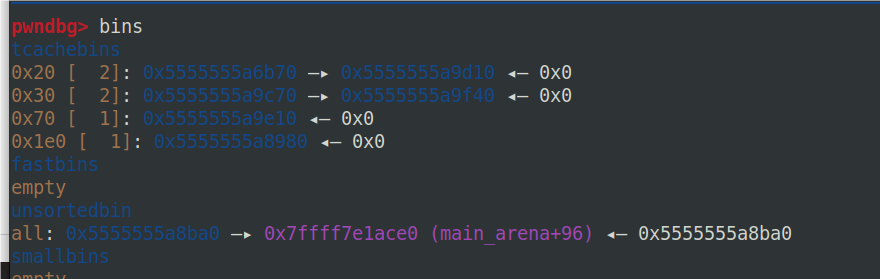 pwndbg> bins
tcachebins
0x20 [  2]: 0x5555555a6b70 —▸ 0x5555555a9d10 ◂— 0x0
0x30 [  2]: 0x5555555a9c70 —▸ 0x5555555a9f40 ◂— 0x0
0x70 [  1]: 0x5555555a9e10 ◂— 0x0
0x1e0 [  1]: 0x5555555a8980 ◂— 0x0
fastbins
empty
unsortedbin
all: 0x5555555a8ba0 —▸ 0x7ffff7e1ace0 (main_arena+96) ◂— 0x5555555a8ba0
smallbins
empty